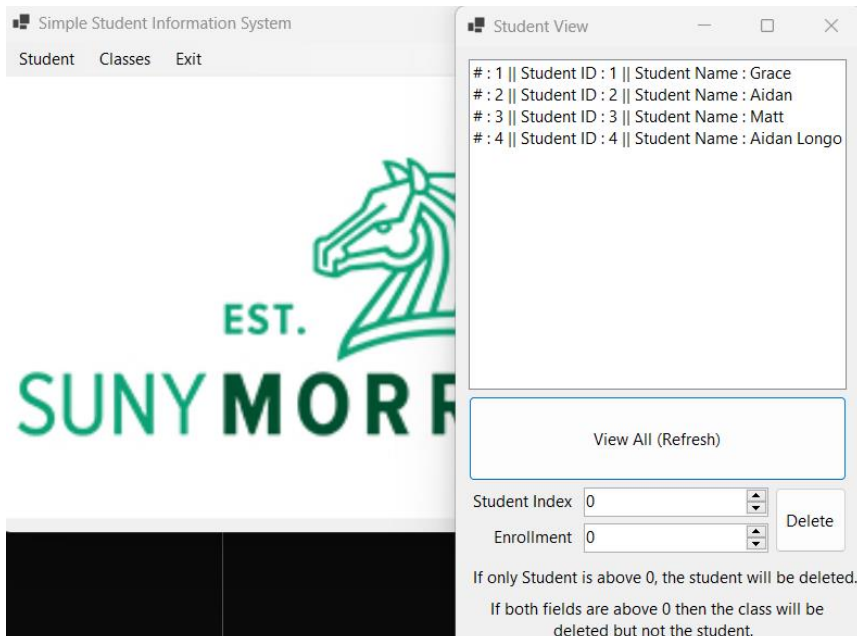 Simple Student Information System
Student Classes Exit
EST.
SUNY MORR
Student View
# : 1 || Student ID : 1 || Student Name : Grace
# : 2 || Student ID : 2 || Student Name : Aidan
# : 3 || Student ID : 3 || Student Name : Matt
# : 4 || Student ID : 4 || Student Name : Aidan Longo
View All (Refresh)
Student Index 0
Enrollment 0
Delete
If only Student is above 0, the student will be deleted.
If both fields are above 0 then the class will be
deleted but not the student.